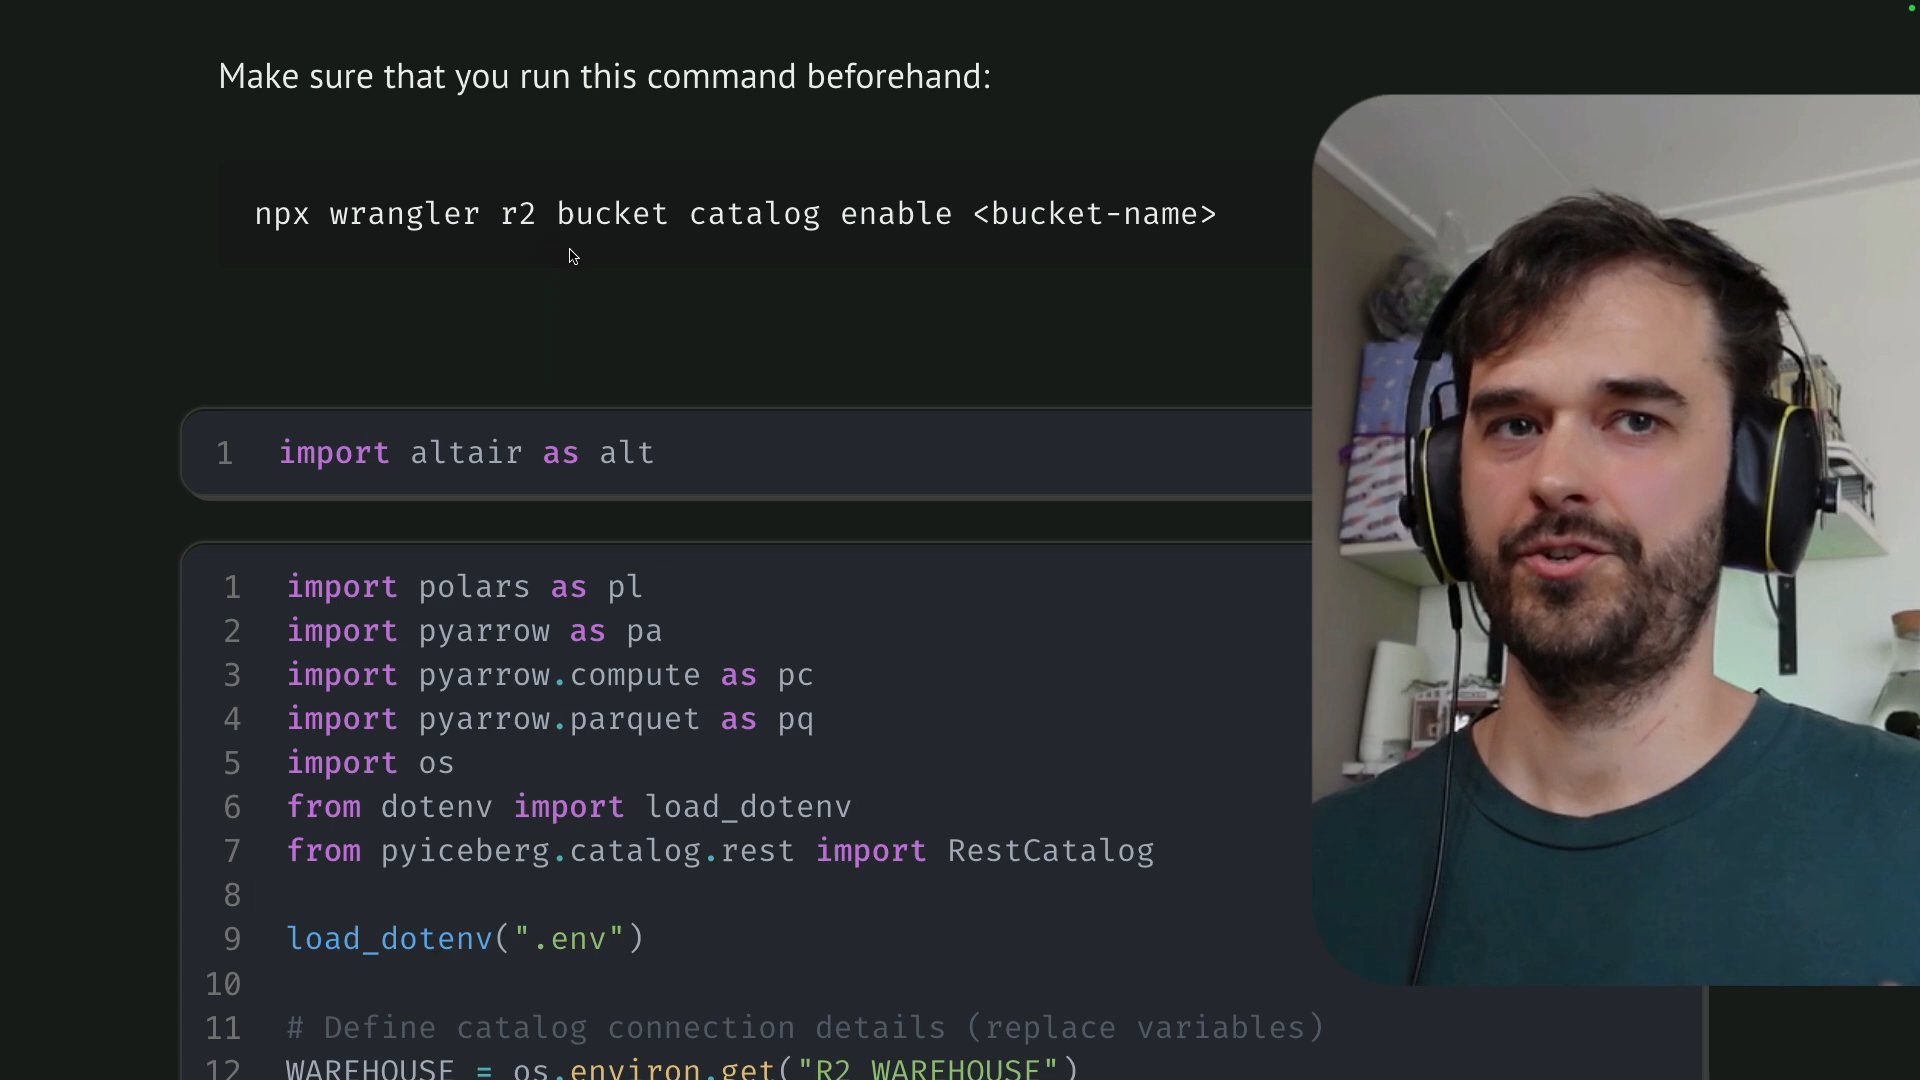 Make sure that you run this command beforehand:
npx wrangler r2 bucket catalog enable <bucket-name>
1 import altair as alt
1 import polars as pl
2 import pyarrow as pa
3 import pyarrow.compute as pc
4 import pyarrow.parquet as pq
5 import os
6 from dotenv import load_dotenv
7 from pyiceberg.catalog.rest import RestCatalog
8
9 load_dotenv(".env")
10
11 # Define catalog connection details (replace variables)
12 WAREHOUSE = os.environ.get("R2_WAREHOUSE")